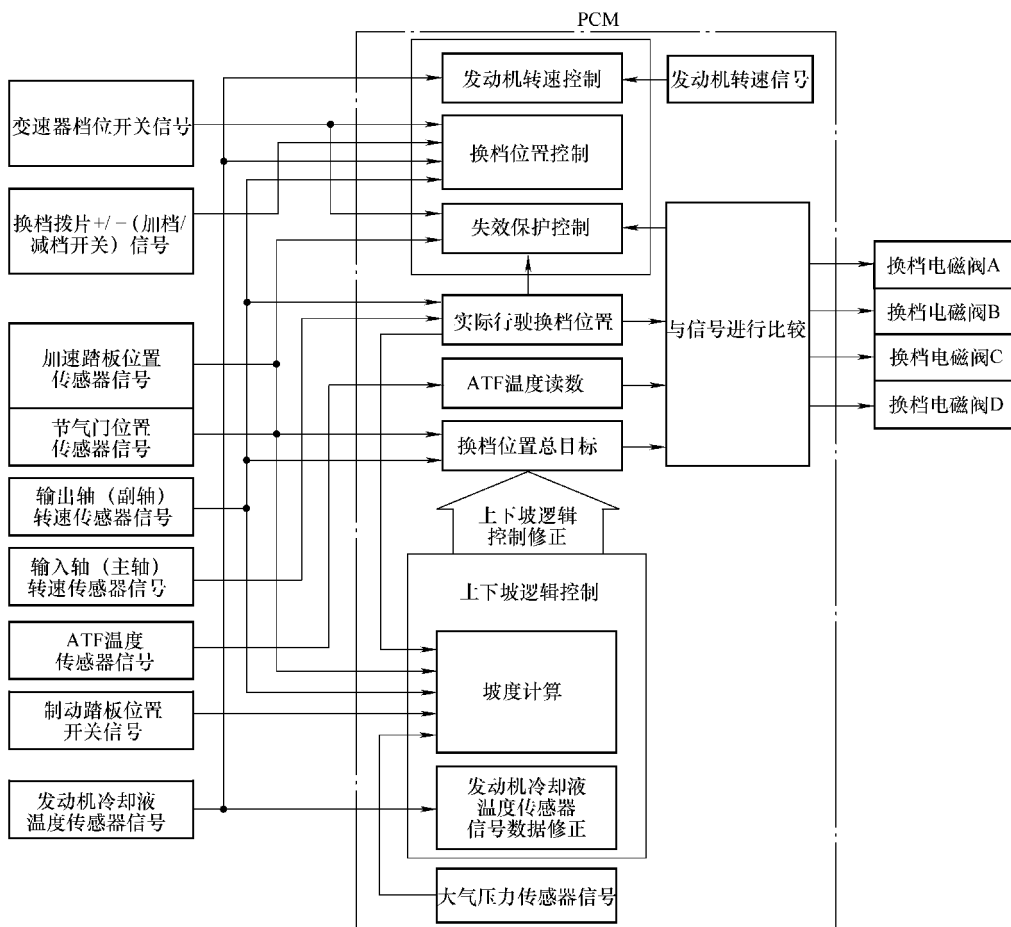 PCM
发动机转速控制
发动机转速信号
变速器档位开关信号
换档位置控制
换档拨片+/-(加档/
减档开关)信号
失效保护控制
实际行驶换档位置
与信号进行比较
换档电磁阀A
换档电磁阀B
换档电磁阀C
换档电磁阀D
加速踏板位置
传感器信号
ATF温度读数
节气门位置
传感器信号
换档位置总目标
输出轴(副轴)
转速传感器信号
上下坡逻辑
控制修正
输入轴(主轴)
转速传感器信号
上下坡逻辑控制
ATF温度
传感器信号
坡度计算
制动踏板位置
开关信号
发动机冷却液
温度传感器信号
发动机冷却液
温度传感器
信号数据修正
大气压力传感器信号